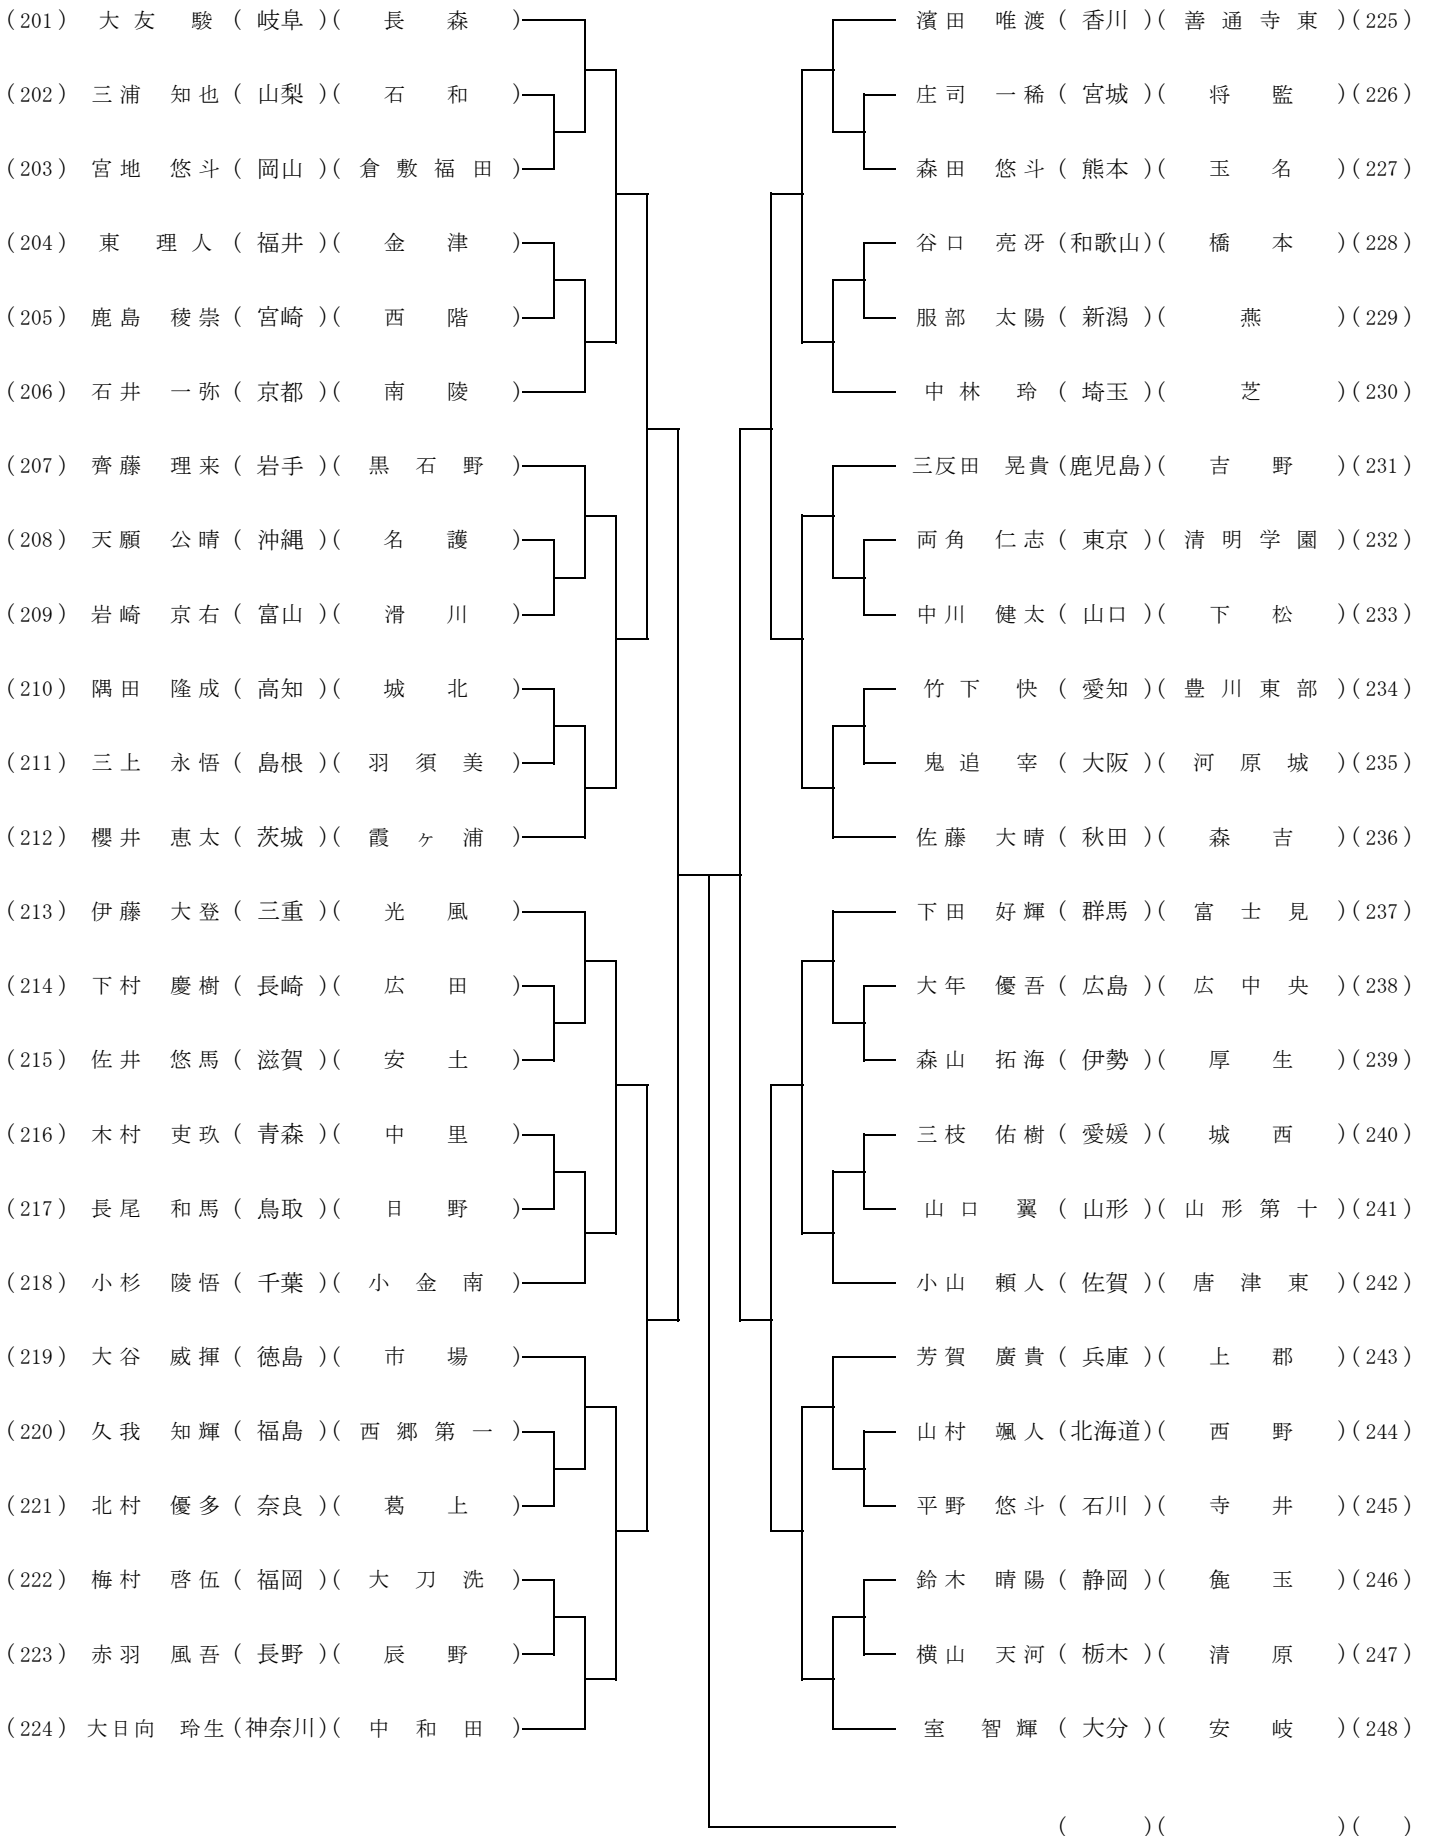 (201) 大友 駿 (岐阜)(長森)
(202) 三浦 知也 (山梨)(石和)
(203) 宮地 悠斗 (岡山)(倉敷福田)
(204) 東 理人 (福井)(金津)
(205) 鹿島 稜崇 (宮崎)(西階)
(206) 石井 一弥 (京都)(南陵)
(207) 齊藤 理来 (岩手)(黒石野)
(208) 天願 公晴 (沖縄)(名護)
(209) 岩崎 京右 (富山)(滑川)
(210) 隅田 隆成 (高知)(城北)
(211) 三上 永悟 (島根)(羽須美)
(212) 櫻井 恵太 (茨城)(霞ヶ浦)
(213) 伊藤 大登 (三重)(光風)
(214) 下村 慶樹 (長崎)(広田)
(215) 佐井 悠馬 (滋賀)(安土)
(216) 木村 吏玖 (青森)(中里)
(217) 長尾 和馬 (鳥取)(日野)
(218) 小杉 陵悟 (千葉)(小金南)
(219) 大谷 威揮 (徳島)(市場)
(220) 久我 知輝 (福島)(西郷第一)
(221) 北村 優多 (奈良)(葛上)
(222) 梅村 啓伍 (福岡)(大刀洗)
(223) 赤羽 風吾 (長野)(辰野)
(224) 大日向 玲生 (神奈川)(中和田)
濱田 唯渡 (香川)(善通寺東)(225)
庄司 一稀 (宮城)(将監)(226)
森田 悠斗 (熊本)(玉名)(227)
谷口 亮冴 (和歌山)(橋本)(228)
服部 太陽 (新潟)(燕)(229)
中林 玲 (埼玉)(芝)(230)
三反田 晃貴 (鹿児島)(吉野)(231)
両角 仁志 (東京)(清明学園)(232)
中川 健太 (山口)(下松)(233)
竹下 快 (愛知)(豊川東部)(234)
鬼追 宰 (大阪)(河原城)(235)
佐藤 大晴 (秋田)(森吉)(236)
下田 好輝 (群馬)(富士見)(237)
大年 優吾 (広島)(広中央)(238)
森山 拓海 (伊勢)(厚生)(239)
三枝 佑樹 (愛媛)(城西)(240)
山口 翼 (山形)(山形第十)(241)
小山 頼人 (佐賀)(唐津東)(242)
芳賀 廣貴 (兵庫)(上郡)(243)
山村 颯人 (北海道)(西野)(244)
平野 悠斗 (石川)(寺井)(245)
鈴木 晴陽 (静岡)(麁玉)(246)
横山 天河 (栃木)(清原)(247)
室 智輝 (大分)(安岐)(248)
( )( )( )